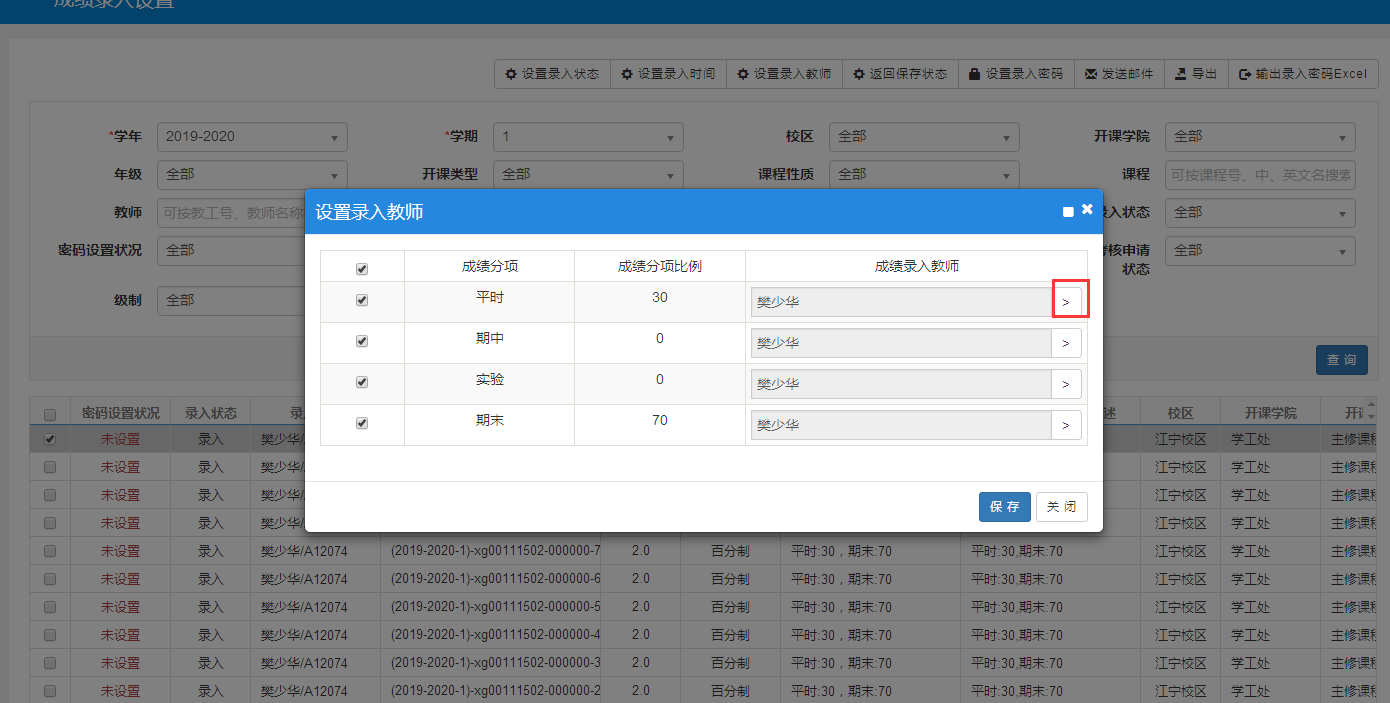 成绩录入设置
设置录入状态 设置录入时间 设置录入教师 返回保存状态 设置录入密码 发送邮件 导出 输出录入密码Excel
*学年 2019-2020 *学期 1 校区 全部 开课学院 全部
年级 全部 开课类型 全部 课程性质 全部 课程 可按课程号、中、英文名搜索
教师 可按教工号、教师名称 录入状态 全部
密码设置状况 全部 考核申请状态 全部
级制 全部
查 询
设置录入教师
成绩分项 成绩分项比例 成绩录入教师
平时 30 樊少华 >
期中 0 樊少华 >
实验 0 樊少华 >
期末 70 樊少华 >
保 存 关 闭
密码设置状况 录入状态 录 述 校区 开课学院 开课
未设置 录入 樊少华/ 江宁校区 学工处 主修课程
未设置 录入 樊少华/ 江宁校区 学工处 主修课程
未设置 录入 樊少华/ 江宁校区 学工处 主修课程
未设置 录入 樊少华/ 江宁校区 学工处 主修课程
未设置 录入 樊少华/A12074 (2019-2020-1)-xg00111502-000000-7 2.0 百分制 平时:30，期末:70 平时:30,期末:70 江宁校区 学工处 主修课程
未设置 录入 樊少华/A12074 (2019-2020-1)-xg00111502-000000-6 2.0 百分制 平时:30，期末:70 平时:30,期末:70 江宁校区 学工处 主修课程
未设置 录入 樊少华/A12074 (2019-2020-1)-xg00111502-000000-5 2.0 百分制 平时:30，期末:70 平时:30,期末:70 江宁校区 学工处 主修课程
未设置 录入 樊少华/A12074 (2019-2020-1)-xg00111502-000000-4 2.0 百分制 平时:30，期末:70 平时:30,期末:70 江宁校区 学工处 主修课程
未设置 录入 樊少华/A12074 (2019-2020-1)-xg00111502-000000-3 2.0 百分制 平时:30，期末:70 平时:30,期末:70 江宁校区 学工处 主修课程
未设置 录入 樊少华/A12074 (2019-2020-1)-xg00111502-000000-2 2.0 百分制 平时:30，期末:70 平时:30,期末:70 江宁校区 学工处 主修课程